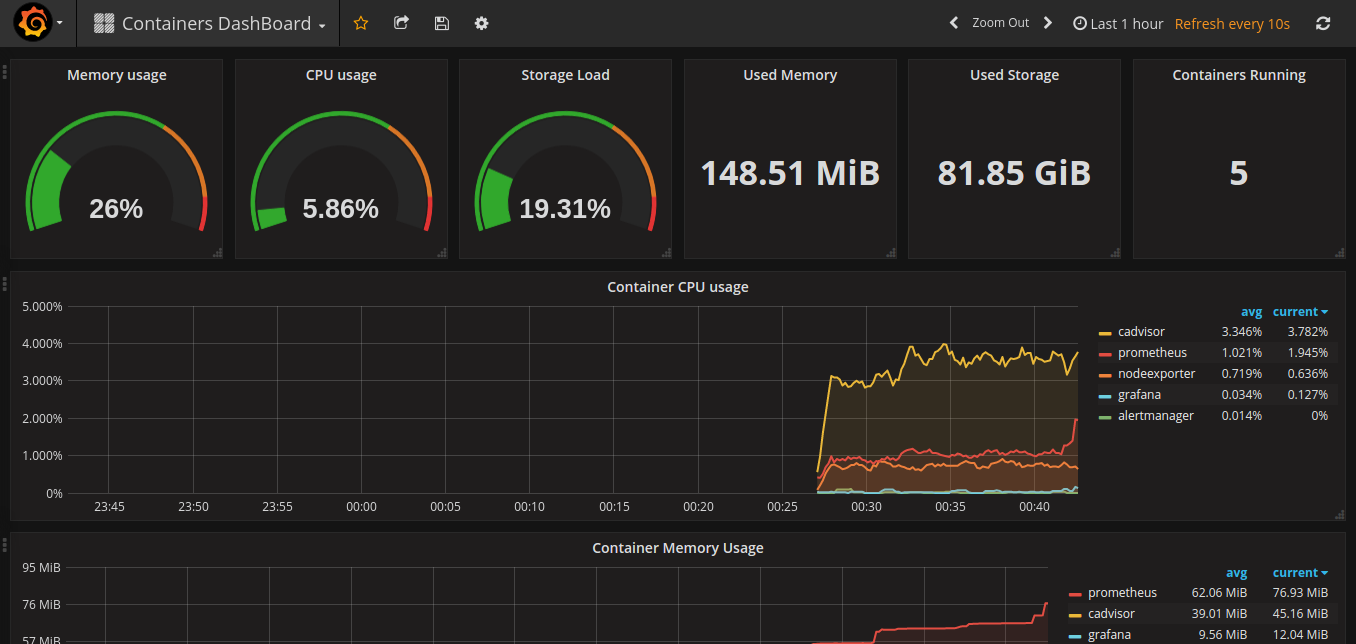 Containers DashBoard
Zoom Out
Last 1 hour
Refresh every 10s
Memory usage
CPU usage
Storage Load
Used Memory
Used Storage
Containers Running
26%
5.86%
19.31%
148.51 MiB
81.85 GiB
5
Container CPU usage
5.000%
4.000%
3.000%
2.000%
1.000%
0%
23:45 23:50 23:55 00:00 00:05 00:10 00:15 00:20 00:25 00:30 00:35 00:40
avg current
cadvisor 3.346% 3.782%
prometheus 1.021% 1.945%
nodeexporter 0.719% 0.636%
grafana 0.034% 0.127%
alertmanager 0.014% 0%
Container Memory Usage
95 MiB
76 MiB
57 MiB
avg current
prometheus 62.06 MiB 76.93 MiB
cadvisor 39.01 MiB 45.16 MiB
grafana 9.56 MiB 12.04 MiB